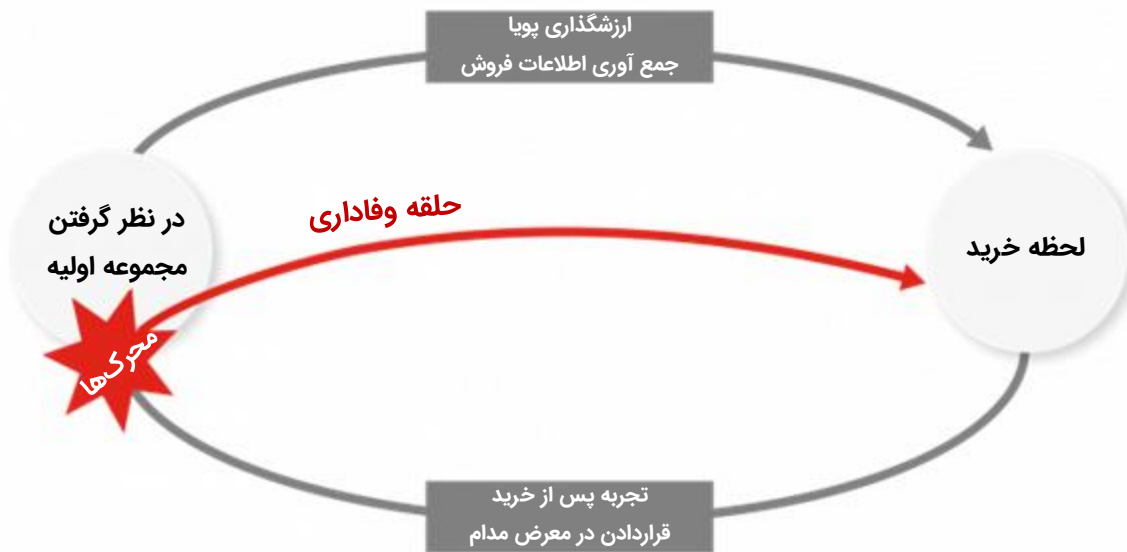 ارزشگذاری پویا
جمع آوری اطلاعات فروش
حلقه وفاداری
در نظر گرفتن
مجموعه اولیه
لحظه خرید
محرک‌ها
تجربه پس از خرید
قراردادن در معرض مدام